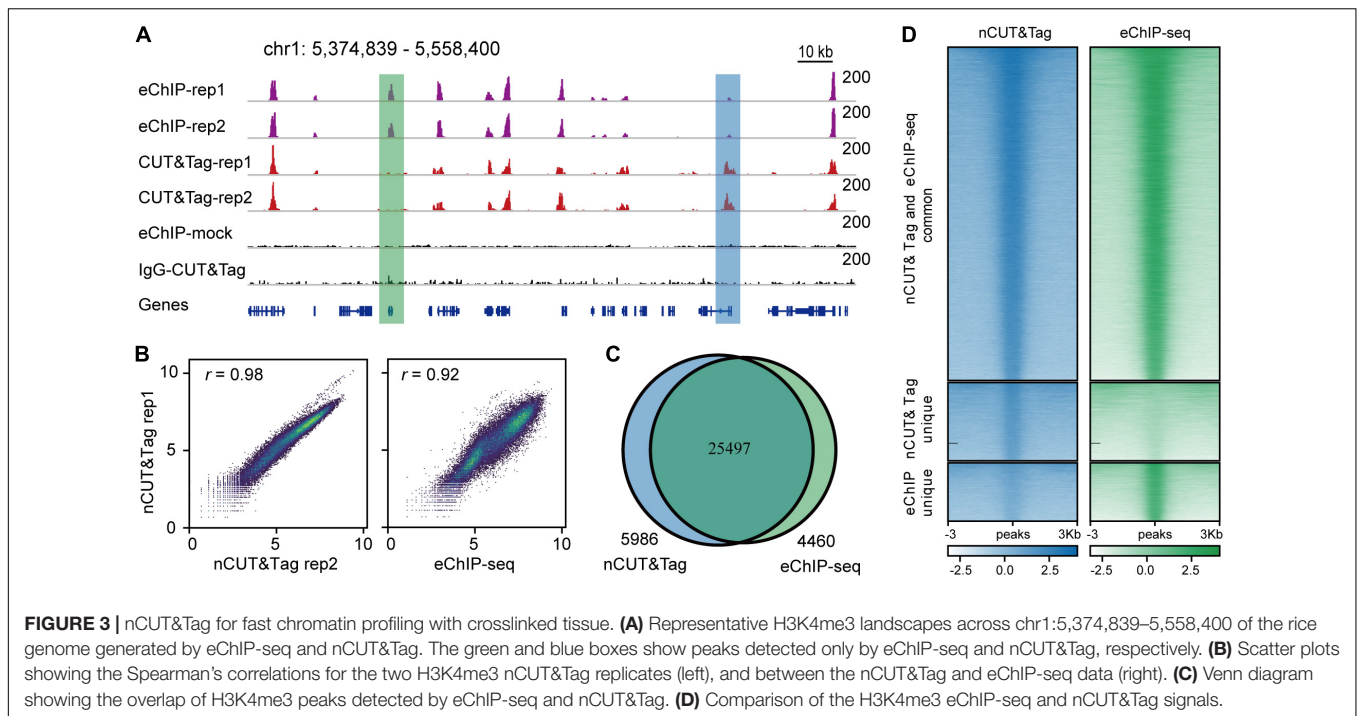 A
chr1: 5,374,839 - 5,558,400
10 kb
eChIP-rep1
200
eChIP-rep2
200
CUT&Tag-rep1
200
CUT&Tag-rep2
200
eChIP-mock
200
IgG-CUT&Tag
200
Genes
B
nCUT&Tag rep1
10
5
0
r = 0.98
0
5
10
nCUT&Tag rep2
r = 0.92
5
10
eChIP-seq
C
25497
5986
nCUT&Tag
4460
eChIP-seq
D
nCUT&Tag
eChIP-seq
nCUT& Tag and eChIP-seq
common
nCUT& Tag
unique
eChIP
unique
-3 peaks 3Kb
-3 peaks 3Kb
-2.5 0.0 2.5
-2.5 0.0 2.5
FIGURE 3 | nCUT&Tag for fast chromatin profiling with crosslinked tissue. (A) Representative H3K4me3 landscapes across chr1:5,374,839–5,558,400 of the rice
genome generated by eChIP-seq and nCUT&Tag. The green and blue boxes show peaks detected only by eChIP-seq and nCUT&Tag, respectively. (B) Scatter plots
showing the Spearman's correlations for the two H3K4me3 nCUT&Tag replicates (left), and between the nCUT&Tag and eChIP-seq data (right). (C) Venn diagram
showing the overlap of H3K4me3 peaks detected by eChIP-seq and nCUT&Tag. (D) Comparison of the H3K4me3 eChIP-seq and nCUT&Tag signals.